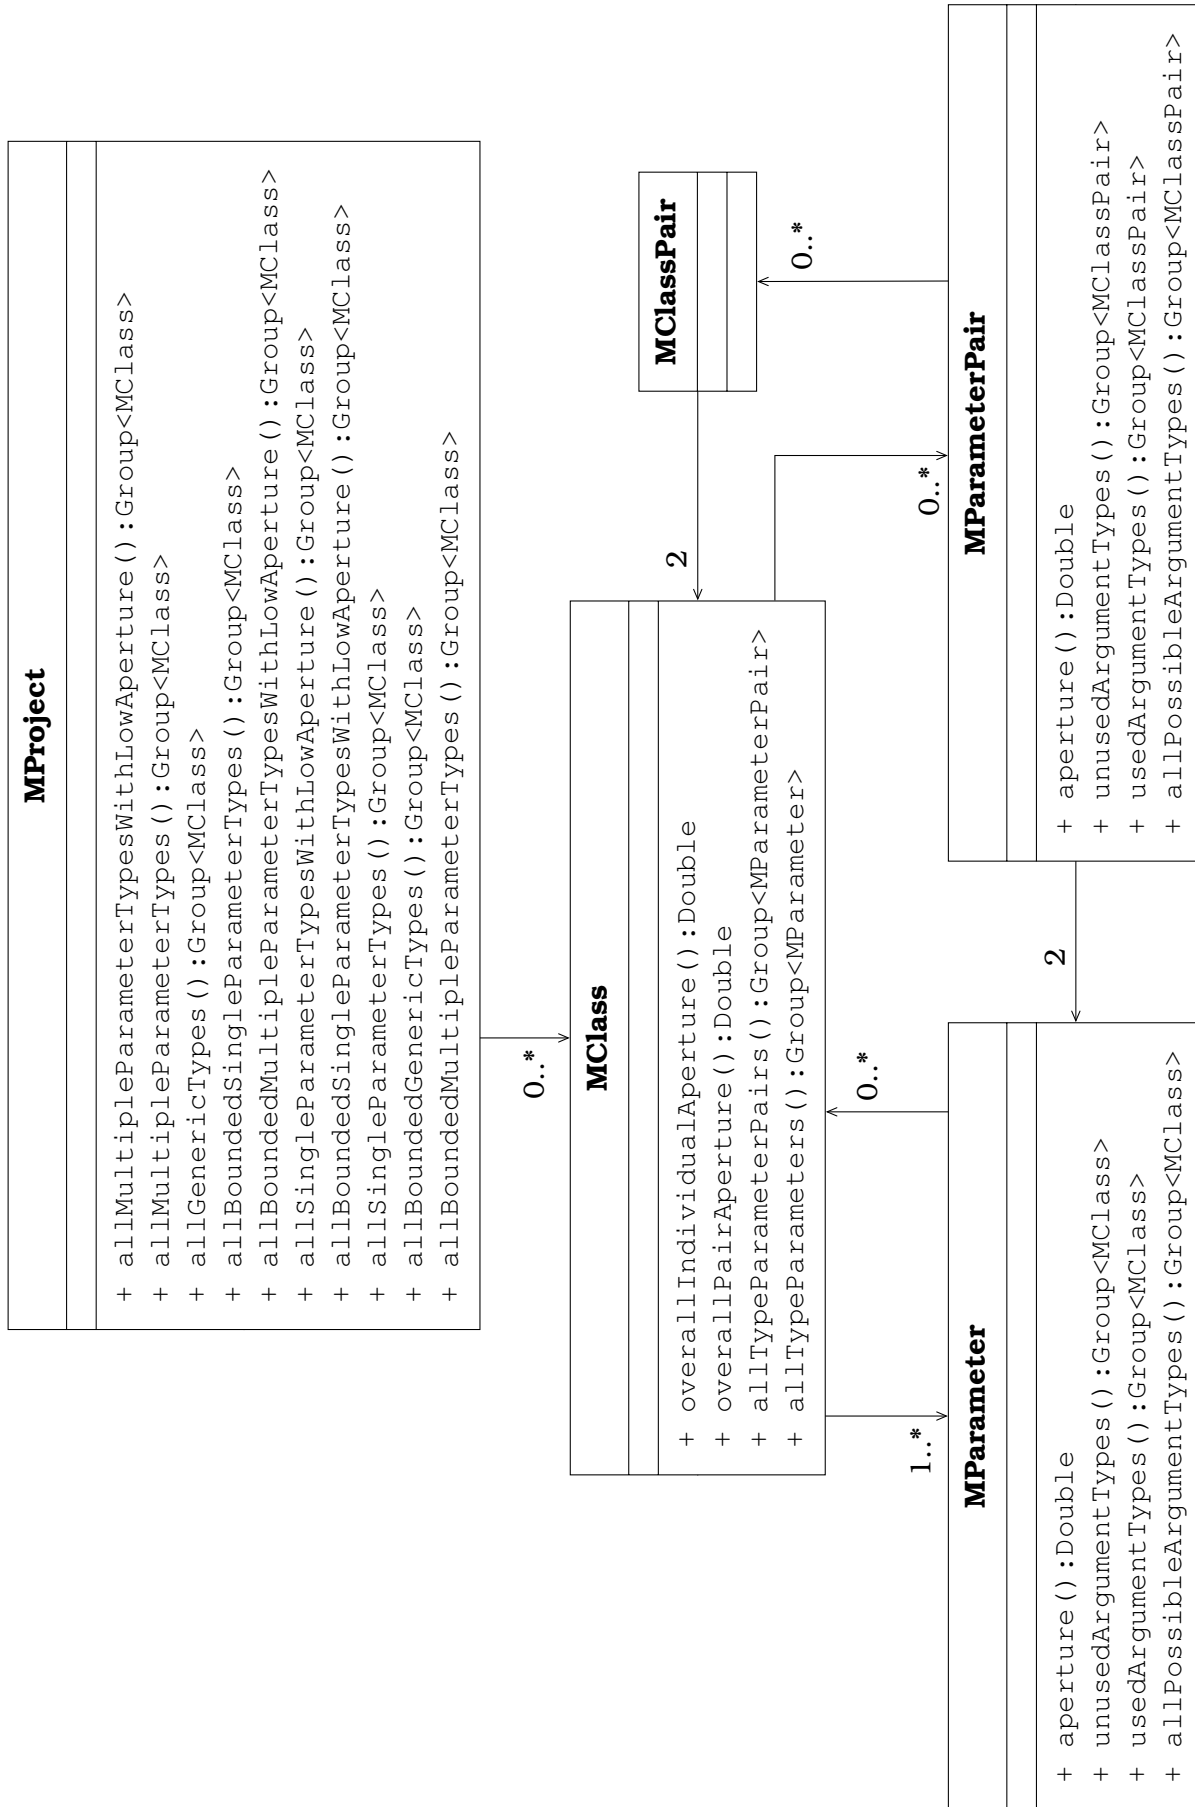 MProject
+ allMultipleParameterTypesWithLowAperture():Group<MClass>
+ allMultipleParameterTypes():Group<MClass>
+ allGenericTypes():Group<MClass>
+ allBoundedSingleParameterTypes():Group<MClass>
+ allBoundedMultipleParameterTypesWithLowAperture():Group<MClass>
+ allSingleParameterTypesWithLowAperture():Group<MClass>
+ allBoundedSingleParameterTypesWithLowAperture():Group<MClass>
+ allSingleParameterTypes():Group<MClass>
+ allBoundedGenericTypes():Group<MClass>
+ allBoundedMultipleParameterTypes():Group<MClass>
0..*
MClass
+ overallIndividualAperture():Double
+ overallPairAperture():Double
+ allTypeParameterPairs():Group<MParameterPair>
+ allTypeParameters():Group<MParameter>
2
MClassPair
0..*
1..*
0..*
0..*
MParameter
+ aperture():Double
+ unusedArgumentTypes():Group<MClass>
+ usedArgumentTypes():Group<MClass>
+ allPossibleArgumentTypes():Group<MClass>
2
MParameterPair
+ aperture():Double
+ unusedArgumentTypes():Group<MClassPair>
+ usedArgumentTypes():Group<MClassPair>
+ allPossibleArgumentTypes():Group<MClassPair>